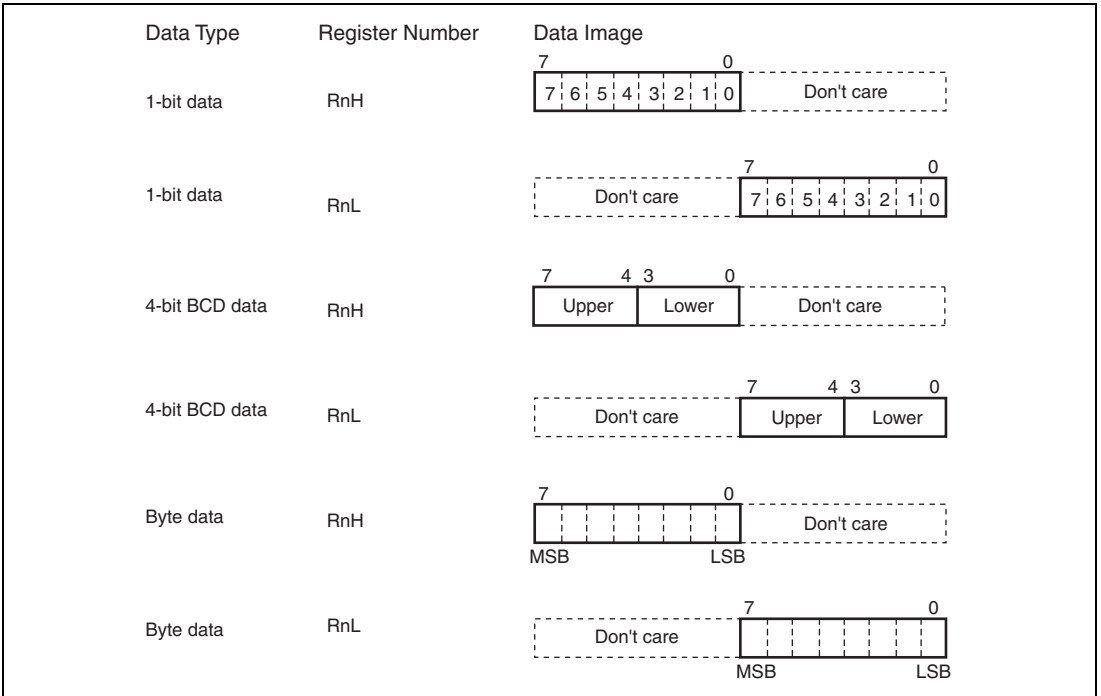 Data Type Register Number Data Image
7 0
1-bit data RnH 7 6 5 4 3 2 1 0 Don't care
7 0
1-bit data RnL Don't care 7 6 5 4 3 2 1 0
7 4 3 0
4-bit BCD data RnH Upper Lower Don't care
7 4 3 0
4-bit BCD data RnL Don't care Upper Lower
7 0
Byte data RnH Don't care
MSB LSB
7 0
Byte data RnL Don't care
MSB LSB